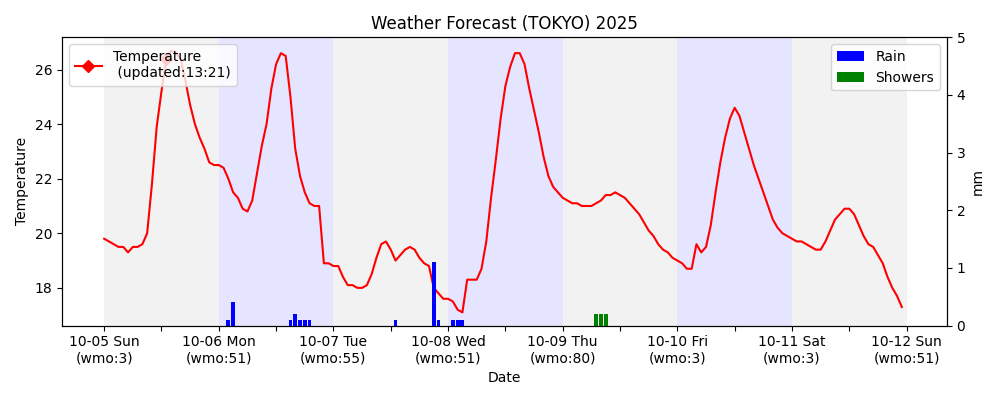 Weather Forecast (TOKYO) 2025
Temperature
(updated:13:21)
Rain
Showers
26
24
22
20
18
Temperature
5
4
3
2
1
0
mm
10-05 Sun 10-06 Mon 10-07 Tue 10-08 Wed 10-09 Thu 10-10 Fri 10-11 Sat 10-12 Sun
(wmo:3) (wmo:51) (wmo:55) (wmo:51) (wmo:80) (wmo:3) (wmo:3) (wmo:51)
Date